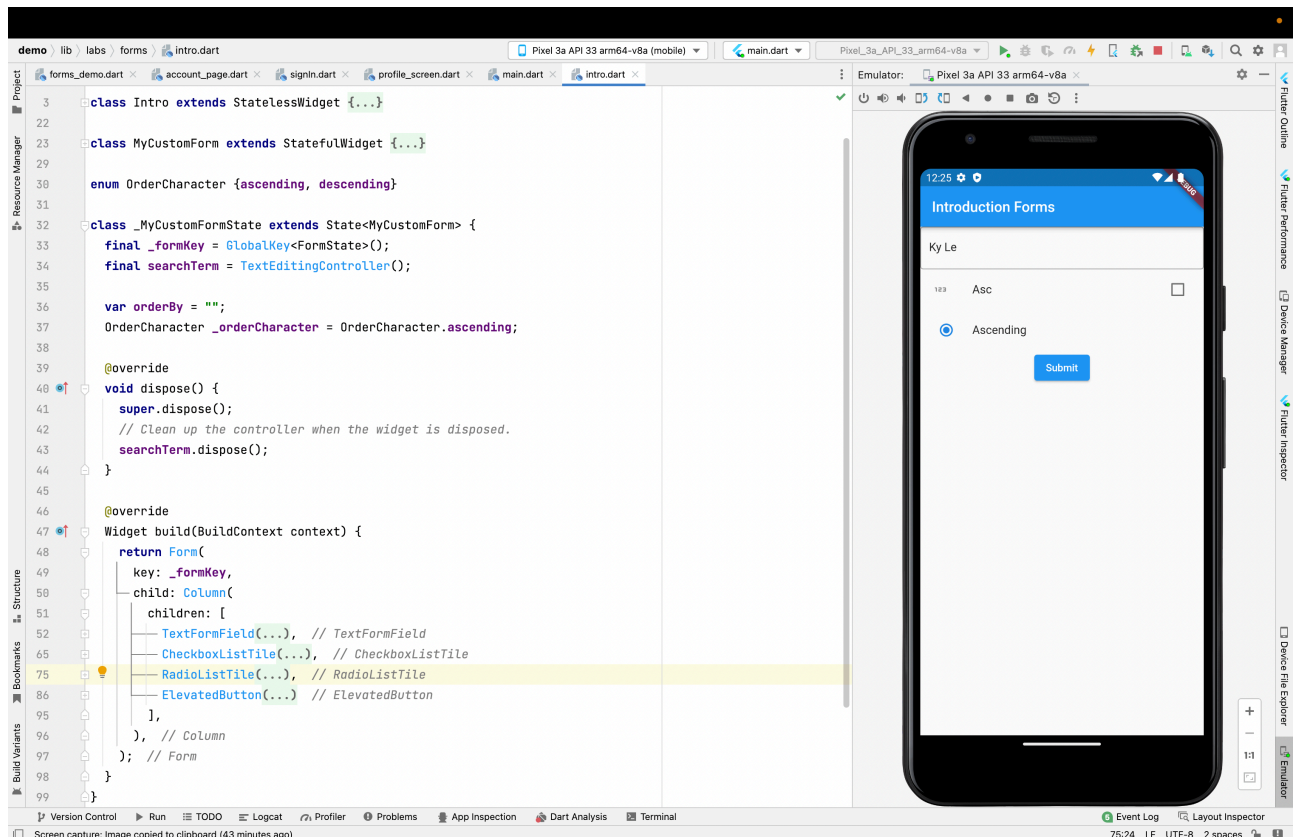 demo lib labs forms intro.dart Pixel 3a API 33 arm64-v8a (mobile) main.dart Pixel_3a_API_33_arm64-v8a
forms_demo.dart account_page.dart signIn.dart profile_screen.dart main.dart intro.dart Emulator: Pixel 3a API 33 arm64-v8a
3 class Intro extends StatelessWidget {...}
22
23 class MyCustomForm extends StatefulWidget {...}
29
30 enum OrderCharacter {ascending, descending}
31
32 class _MyCustomFormState extends State<MyCustomForm> {
33 final _formKey = GlobalKey<FormState>();
34 final searchTerm = TextEditingController();
35
36 var orderBy = "";
37 OrderCharacter _orderCharacter = OrderCharacter.ascending;
38
39 @override
40 void dispose() {
41 super.dispose();
42 // Clean up the controller when the widget is disposed.
43 searchTerm.dispose();
44 }
45
46 @override
47 Widget build(BuildContext context) {
48 return Form(
49 key: _formKey,
50 child: Column(
51 children: [
52 TextFormField(...), // TextFormField
65 CheckboxListTile(...), // CheckboxListTile
75 RadioListTile(...), // RadioListTile
86 ElevatedButton(...) // ElevatedButton
95 ],
96 ), // Column
97 ); // Form
98 }
99 }
Project
Resource Manager
Structure
Bookmarks
Build Variants
12:25
DEBUG
Introduction Forms
Ky Le
123 Asc
Ascending
Submit
1:1
Flutter Outline
Flutter Performance
Device Manager
Flutter Inspector
Device File Explorer
Emulator
Version Control Run TODO Logcat Profiler Problems App Inspection Dart Analysis Terminal 5 Event Log Layout Inspector
Screen capture: Image copied to clipboard (43 minutes ago) 75:24 LF UTF-8 2 spaces